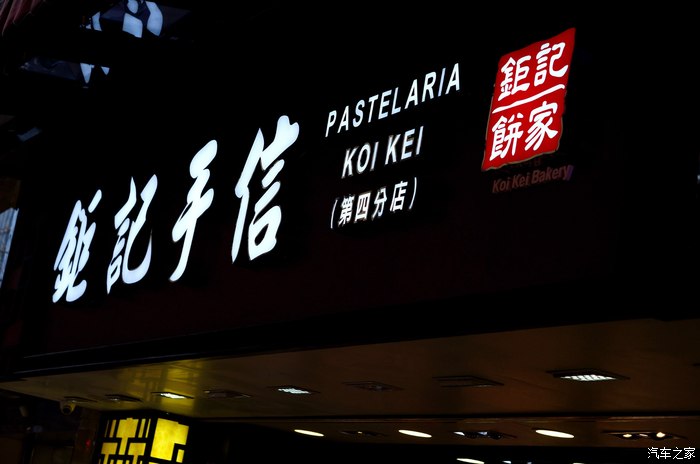 鉅記手信
PASTELARIA
KOI KEI
(第四分店)
鉅記
餅家
Koi Kei Bakery
汽车之家